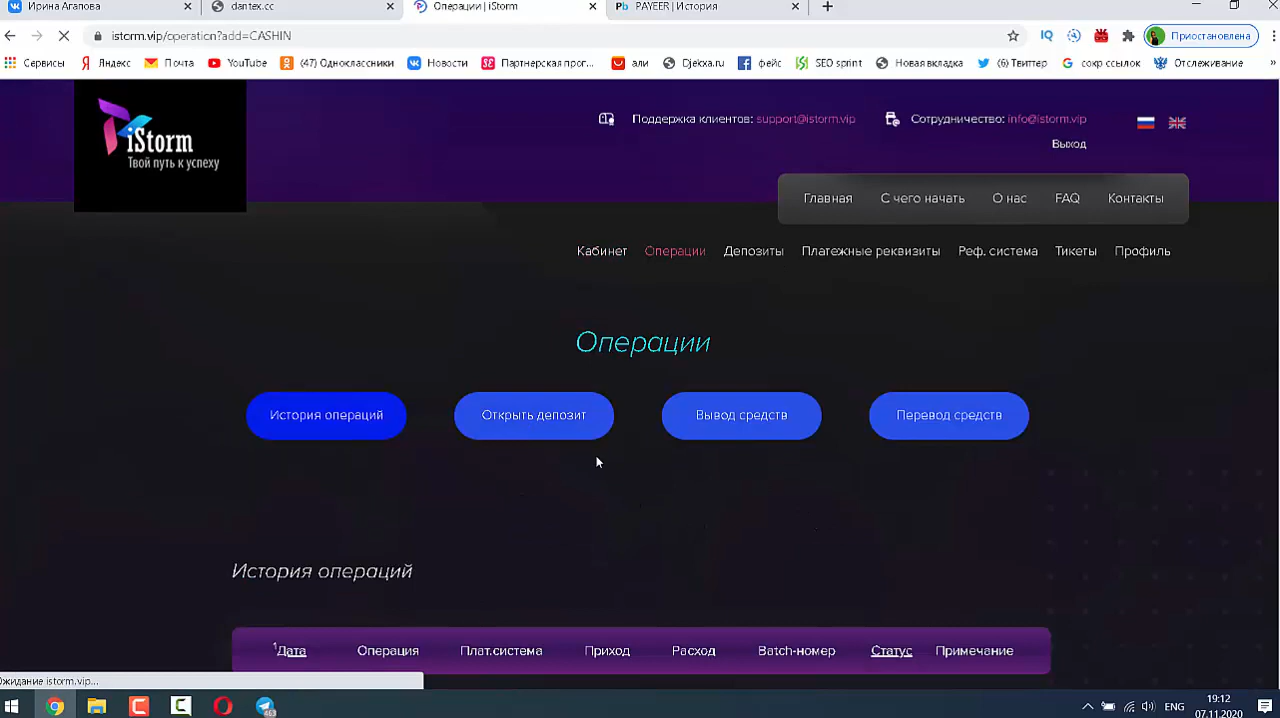 Ирина Агапова
dantex.cc
Операции | iStorm
PAYEER | История
istorm.vip/operation?add=CASHIN
Приостановлена
Сервисы
Яндекс
Почта
YouTube
(47) Одноклассники
Новости
Партнерская прог...
али
Djekxa.ru
фейс
SEO sprint
Новая вкладка
(6) Твиттер
сокр ссылок
Отслеживание
»
iStorm
Твой путь к успеху
Поддержка клиентов: support@istorm.vip
Сотрудничество: info@istorm.vip
Выход
Главная
С чего начать
О нас
FAQ
Контакты
Кабинет
Операции
Депозиты
Платежные реквизиты
Реф. система
Тикеты
Профиль
Операции
История операций
Открыть депозит
Вывод средств
Перевод средств
История операций
1Дата
Операция
Плат.система
Приход
Расход
Batch-номер
Статус
Примечание
Ожидание istorm.vip...
463
ENG
19:12
07.11.2020